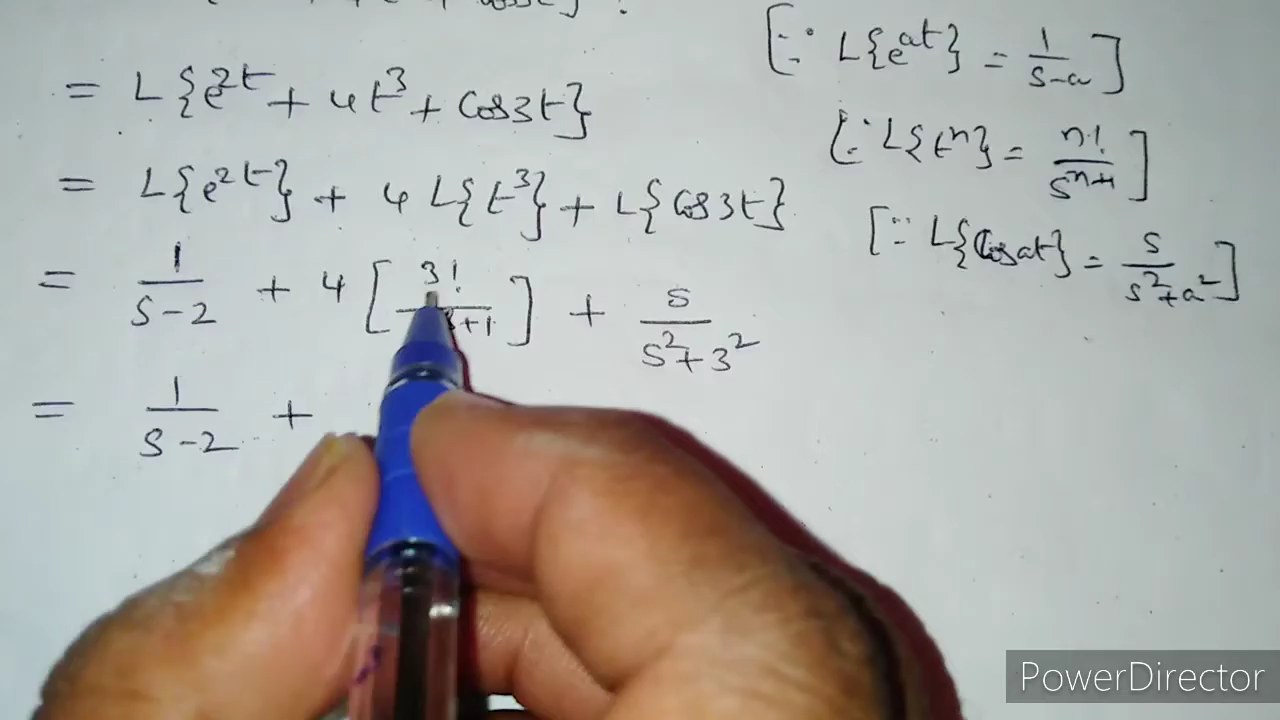 = L{e^2t + 4t^3 + Cos3t}
= L{e^2t} + 4 L{t^3} + L{Cos3t}
= 1/(S-2) + 4 [3!/ +1] + s/(s^2+3^2)
= 1/(S-2) +
[∵ L{e^at} = 1/(S-a)]
[∵ L{t^n} = n!/s^(n+1)]
[∵ L{Cosat} = s/(s^2+a^2)]
PowerDirector